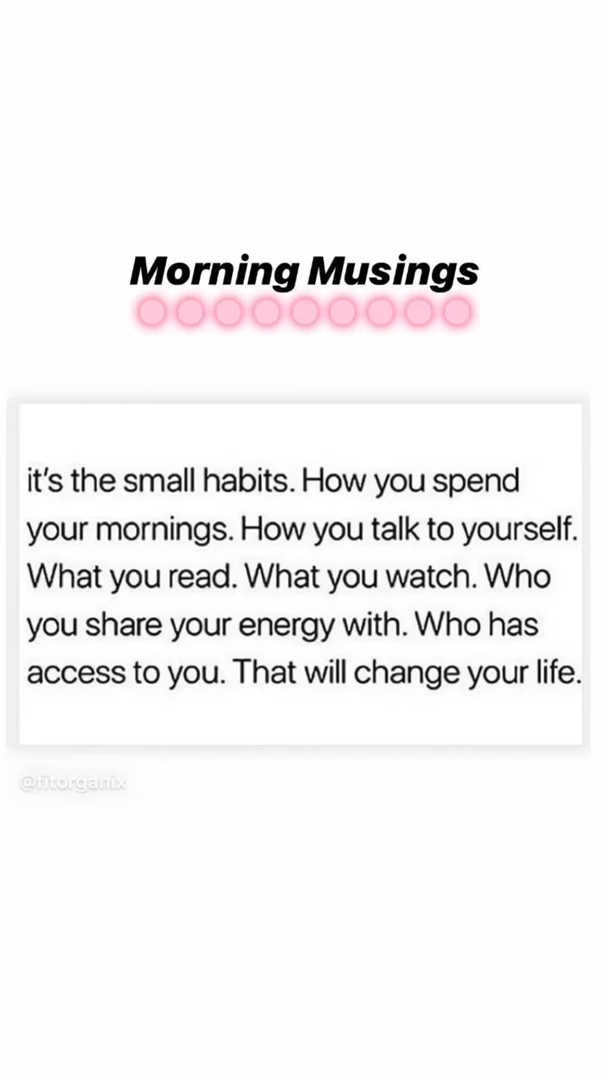 Morning Musings
it's the small habits. How you spend
your mornings. How you talk to yourself.
What you read. What you watch. Who
you share your energy with. Who has
access to you. That will change your life.
@fitorganix